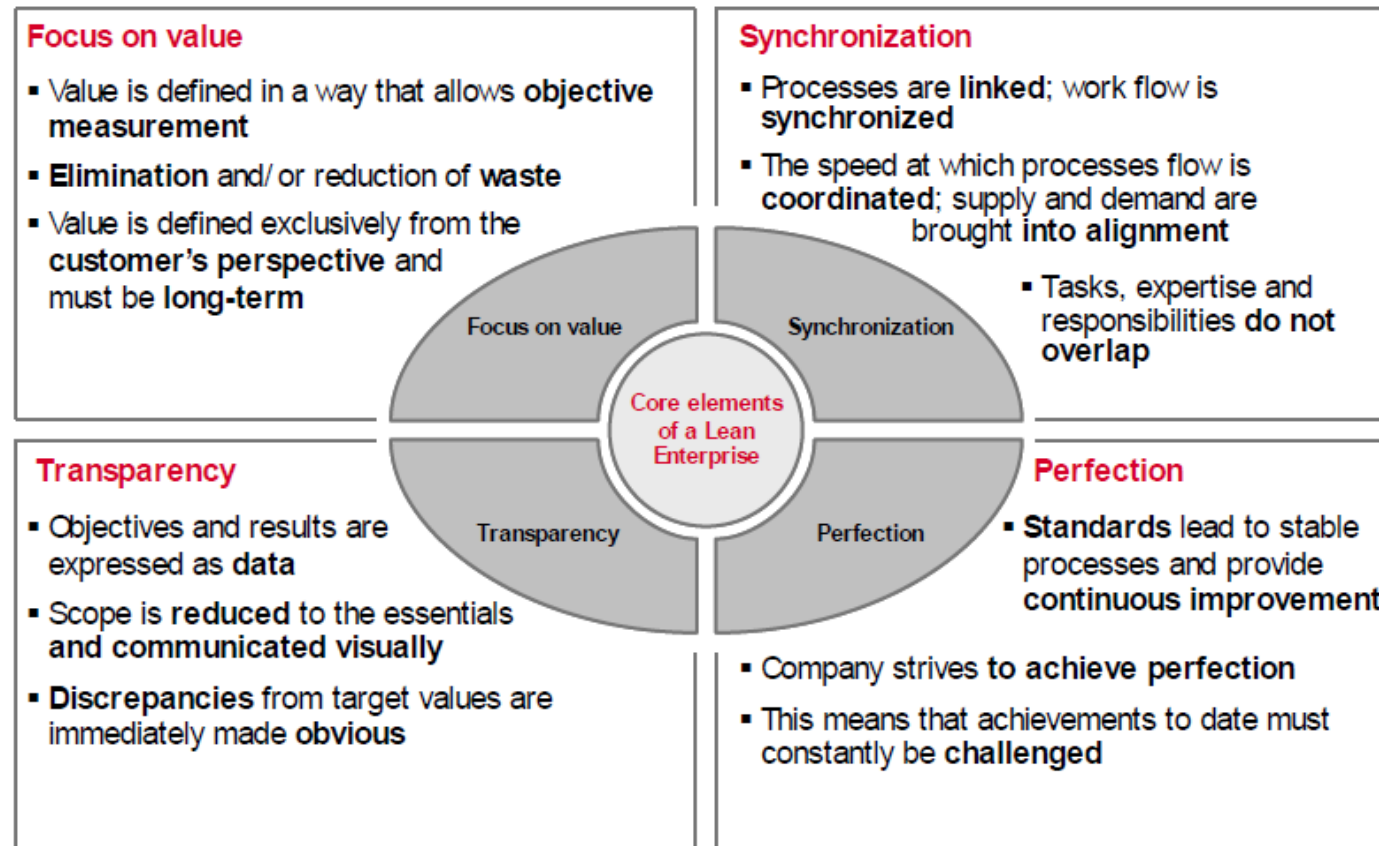 Focus on value
▪ Value is defined in a way that allows objective
measurement
▪ Elimination and/ or reduction of waste
▪ Value is defined exclusively from the
customer's perspective and
must be long-term
Synchronization
▪ Processes are linked; work flow is
synchronized
▪ The speed at which processes flow is
coordinated; supply and demand are
brought into alignment
▪ Tasks, expertise and
responsibilities do not
overlap
Focus on value
Synchronization
Core elements
of a Lean
Enterprise
Transparency
Perfection
Transparency
▪ Objectives and results are
expressed as data
▪ Scope is reduced to the essentials
and communicated visually
▪ Discrepancies from target values are
immediately made obvious
Perfection
▪ Standards lead to stable
processes and provide
continuous improvement
▪ Company strives to achieve perfection
▪ This means that achievements to date must
constantly be challenged